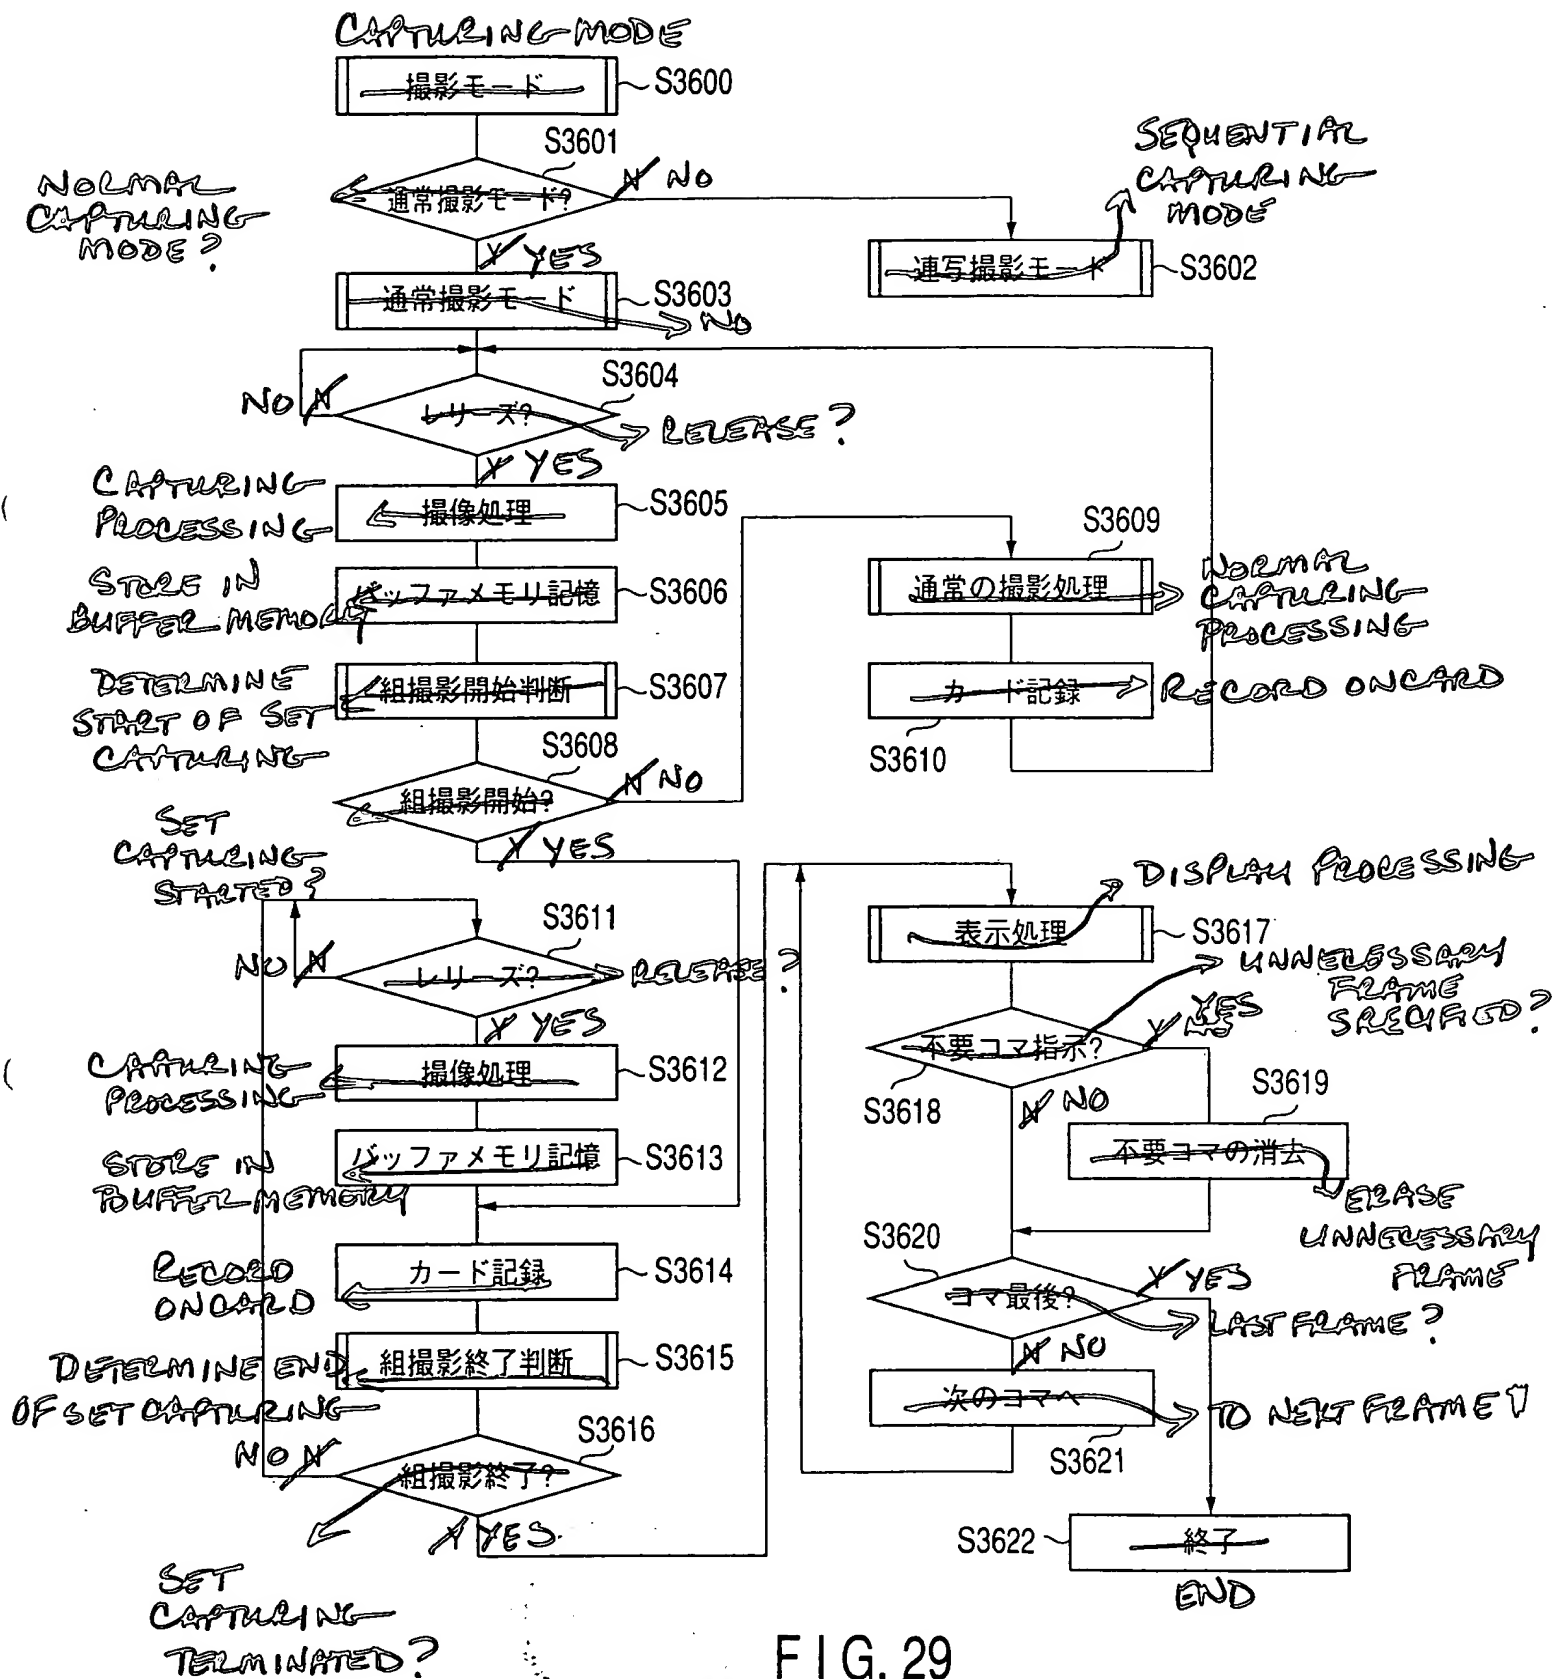 CAPTURING MODE
撮影モード
S3600
S3601
NORMAL
CAPTURING
MODE?
通常撮影モード?
N NO
SEQUENTIAL
CAPTURING
MODE
Y YES
連写撮影モード
S3602
通常撮影モード
S3603
NO
S3604
NO N
レリーズ?
RELEASE?
Y YES
CAPTURING
PROCESSING
撮像処理
S3605
STORE IN
BUFFER MEMORY
バッファメモリ記憶
S3606
DETERMINE
START OF SET
CAPTURING
組撮影開始判断
S3607
S3608
組撮影開始?
N NO
SET
CAPTURING
STARTED?
Y YES
S3609
通常の撮影処理
NORMAL
CAPTURING
PROCESSING
カード記録
RECORD ON CARD
S3610
S3611
NO N
レリーズ?
RELEASE?
Y YES
CAPTURING
PROCESSING
撮像処理
S3612
STORE IN
BUFFER MEMORY
バッファメモリ記憶
S3613
RECORD
ON CARD
カード記録
S3614
DETERMINE END
OF SET CAPTURING
組撮影終了判断
S3615
S3616
NO N
組撮影終了?
Y YES
SET
CAPTURING
TERMINATED?
DISPLAY PROCESSING
表示処理
S3617
UNNECESSARY
FRAME
SPECIFIED?
不要コマ指示?
Y YES
S3618
N NO
S3619
不要コマの消去
ERASE
UNNECESSARY
FRAME
S3620
コマ最後?
Y YES
LAST FRAME?
N NO
次のコマへ
TO NEXT FRAME
S3621
S3622
終了
END
FIG. 29